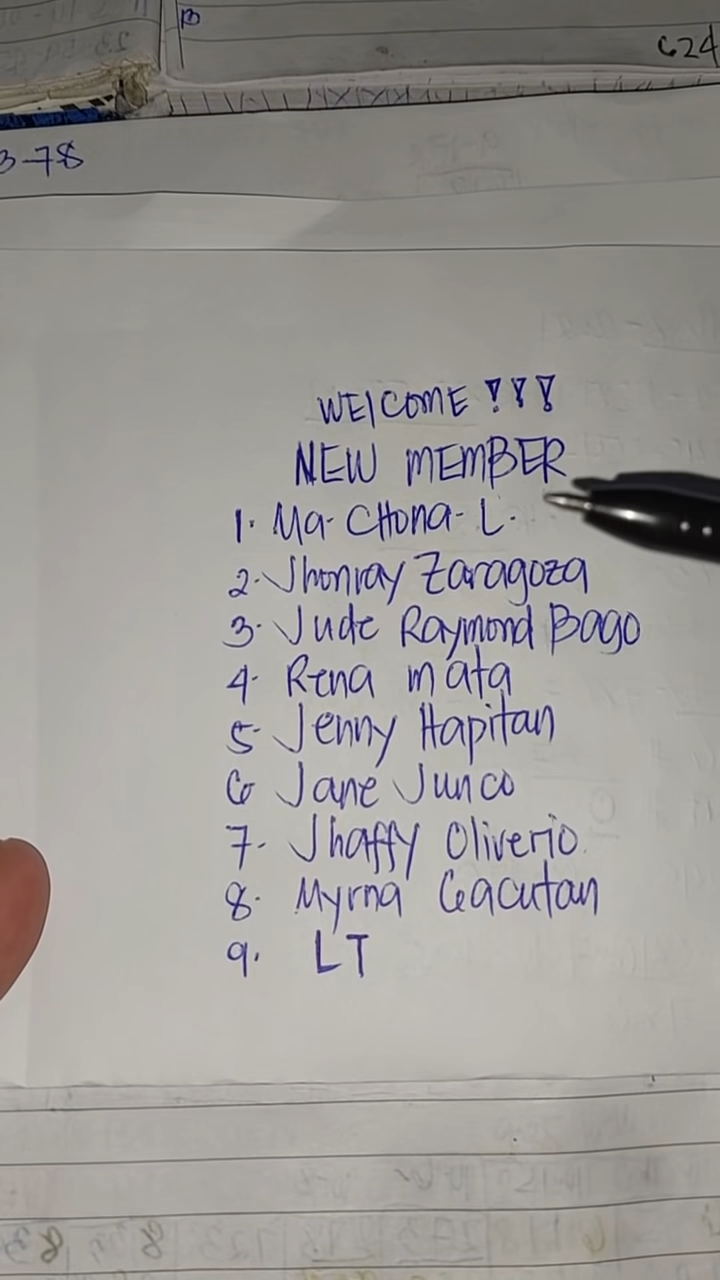 624
3-78
WElCOME !!!
NEW MEMBER
1. Ma- CHona- L.
2. Jhonray Zaragoza
3. Jude Raymond Bago
4. Rena mata
5. Jenny Hapitan
6 Jane Junco
7. Jhaffy Oliverio.
8. Myrna Gacutan
9. LT